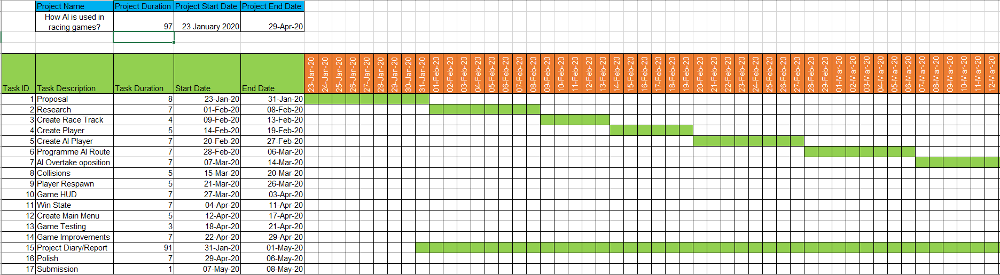 Project Name Project Duration Project Start Date Project End Date
How AI is used in
racing games? 97 23 January 2020 29-Apr-20
Task ID Task Description Task Duration Start Date End Date 23-Jan-20 24-Jan-20 25-Jan-20 26-Jan-20 27-Jan-20 28-Jan-20 29-Jan-20 30-Jan-20 31-Jan-20 01-Feb-20 02-Feb-20 03-Feb-20 04-Feb-20 05-Feb-20 06-Feb-20 07-Feb-20 08-Feb-20 09-Feb-20 10-Feb-20 11-Feb-20 12-Feb-20 13-Feb-20 14-Feb-20 15-Feb-20 16-Feb-20 17-Feb-20 18-Feb-20 19-Feb-20 20-Feb-20 21-Feb-20 22-Feb-20 23-Feb-20 24-Feb-20 25-Feb-20 26-Feb-20 27-Feb-20 28-Feb-20 29-Feb-20 01-Mar-20 02-Mar-20 03-Mar-20 04-Mar-20 05-Mar-20 06-Mar-20 07-Mar-20 08-Mar-20 09-Mar-20 10-Mar-20 11-Mar-20 12-Mar-20
1 Proposal 8 23-Jan-20 31-Jan-20
2 Research 7 01-Feb-20 08-Feb-20
3 Create Race Track 4 09-Feb-20 13-Feb-20
4 Create Player 5 14-Feb-20 19-Feb-20
5 Create AI Player 7 20-Feb-20 27-Feb-20
6 Programme AI Route 7 28-Feb-20 06-Mar-20
7 AI Overtake oposition 7 07-Mar-20 14-Mar-20
8 Collisions 5 15-Mar-20 20-Mar-20
9 Player Respawn 5 21-Mar-20 26-Mar-20
10 Game HUD 7 27-Mar-20 03-Apr-20
11 Win State 7 04-Apr-20 11-Apr-20
12 Create Main Menu 5 12-Apr-20 17-Apr-20
13 Game Testing 3 18-Apr-20 21-Apr-20
14 Game Improvements 7 22-Apr-20 29-Apr-20
15 Project Diary/Report 91 31-Jan-20 01-May-20
16 Polish 7 29-Apr-20 06-May-20
17 Submission 1 07-May-20 08-May-20